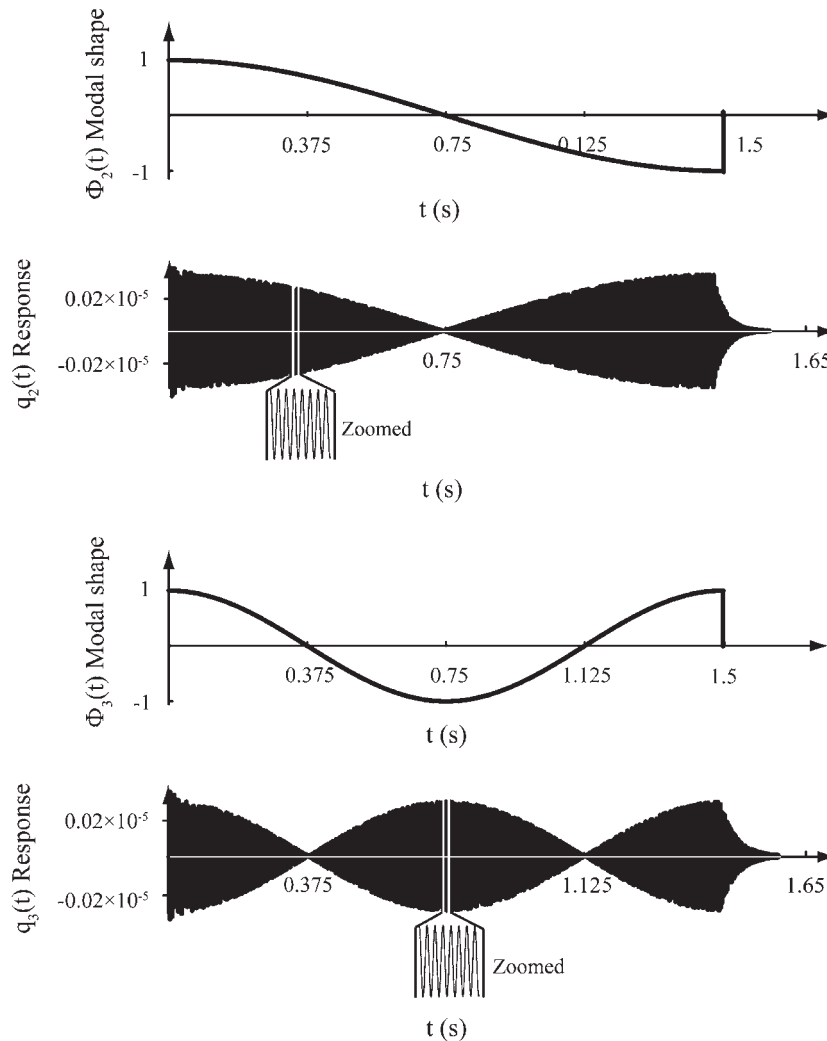 Φ₂(t) Modal shape
1
-1
0.375
0.75
0.125
1.5
t (s)
q₂(t) Response
0.02×10⁻⁵
-0.02×10⁻⁵
0.75
1.65
Zoomed
t (s)
Φ₃(t) Modal shape
1
-1
0.375
0.75
1.125
1.5
t (s)
q₃(t) Response
0.02×10⁻⁵
-0.02×10⁻⁵
0.375
1.125
1.65
Zoomed
t (s)